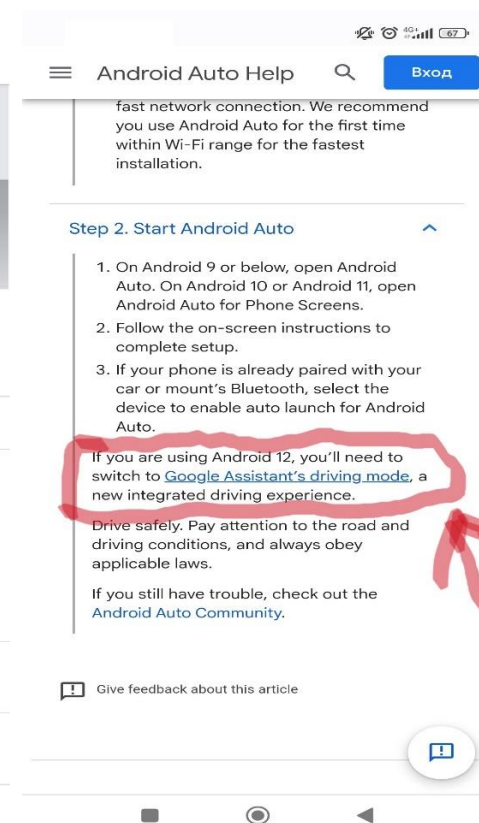 4G+ 67
Android Auto Help Вход
fast network connection. We recommend
you use Android Auto for the first time
within Wi-Fi range for the fastest
installation.
Step 2. Start Android Auto
1. On Android 9 or below, open Android
Auto. On Android 10 or Android 11, open
Android Auto for Phone Screens.
2. Follow the on-screen instructions to
complete setup.
3. If your phone is already paired with your
car or mount's Bluetooth, select the
device to enable auto launch for Android
Auto.
If you are using Android 12, you'll need to
switch to Google Assistant's driving mode, a
new integrated driving experience.
Drive safely. Pay attention to the road and
driving conditions, and always obey
applicable laws.
If you still have trouble, check out the
Android Auto Community.
Give feedback about this article